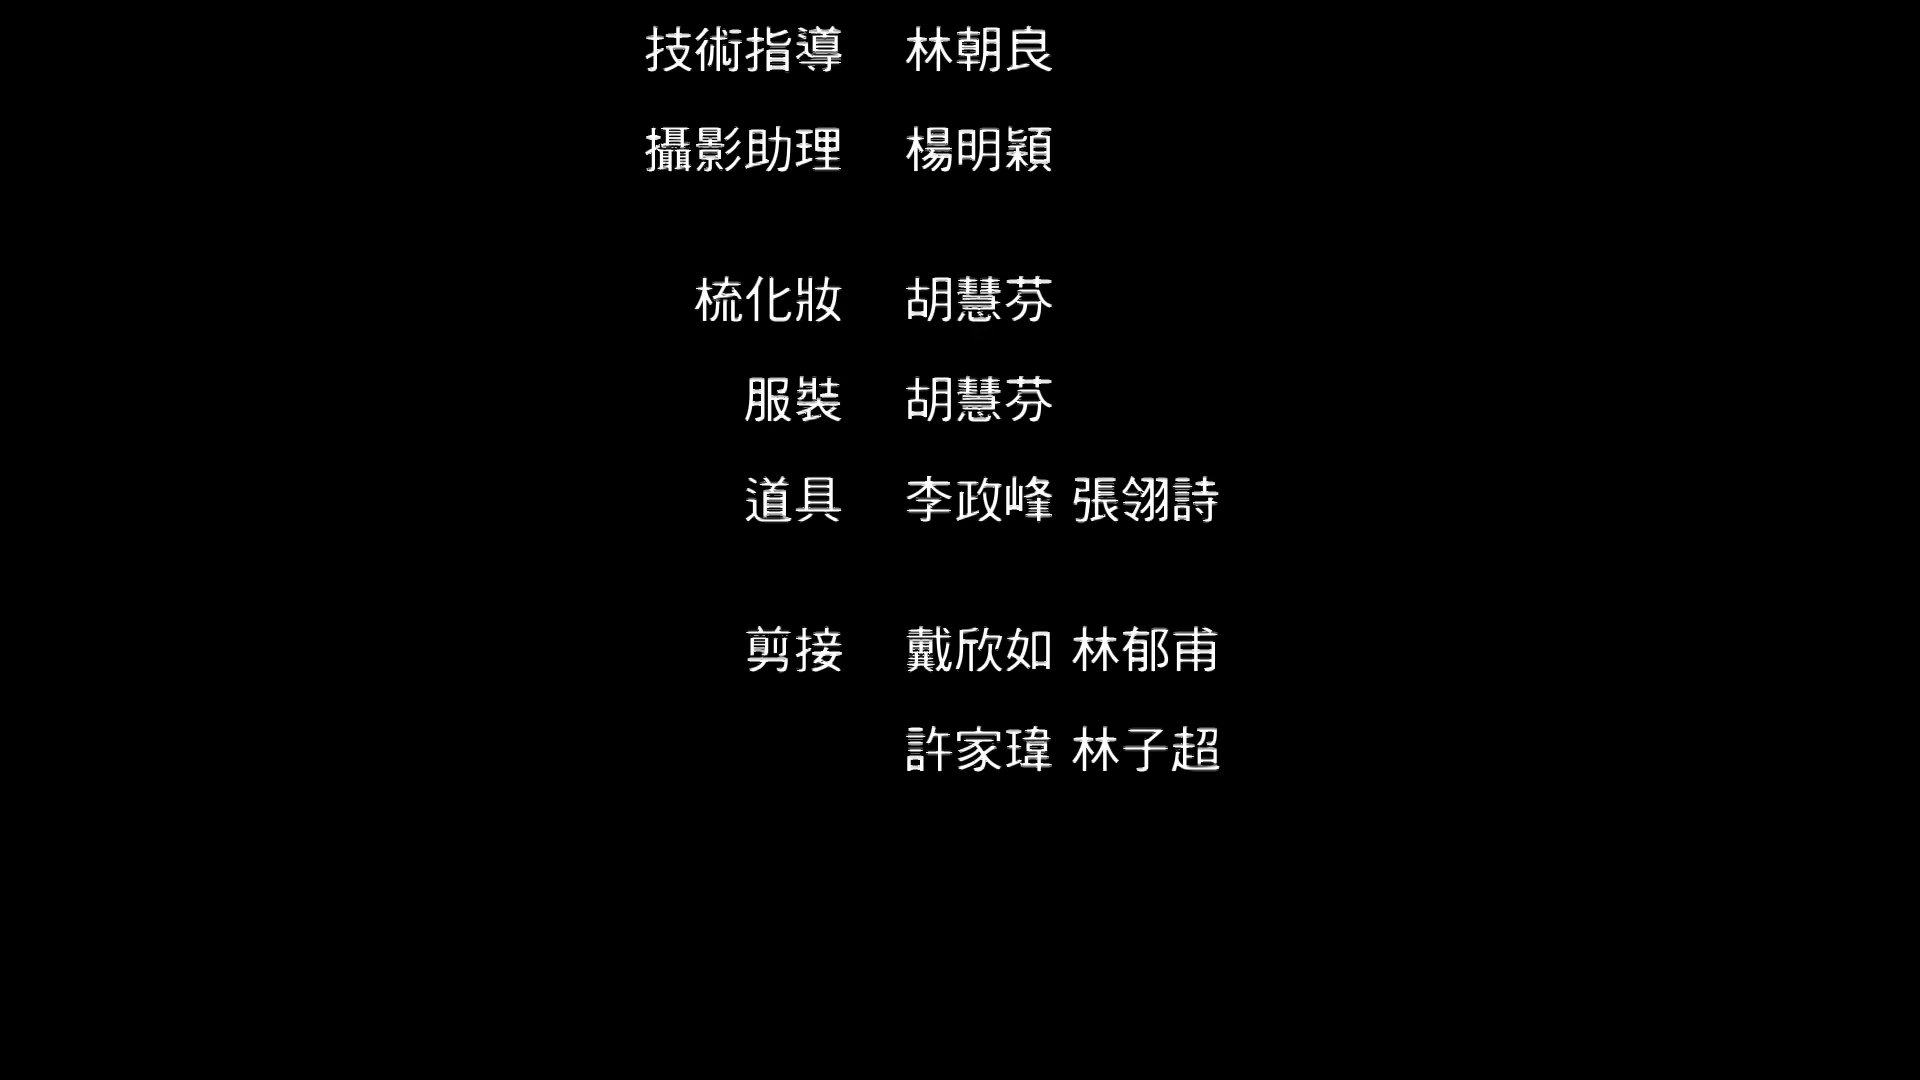 技術指導 林朝良
攝影助理 楊明穎
梳化妝 胡慧芬
服裝 胡慧芬
道具 李政峰 張翎詩
剪接 戴欣如 林郁甫
許家瑋 林子超